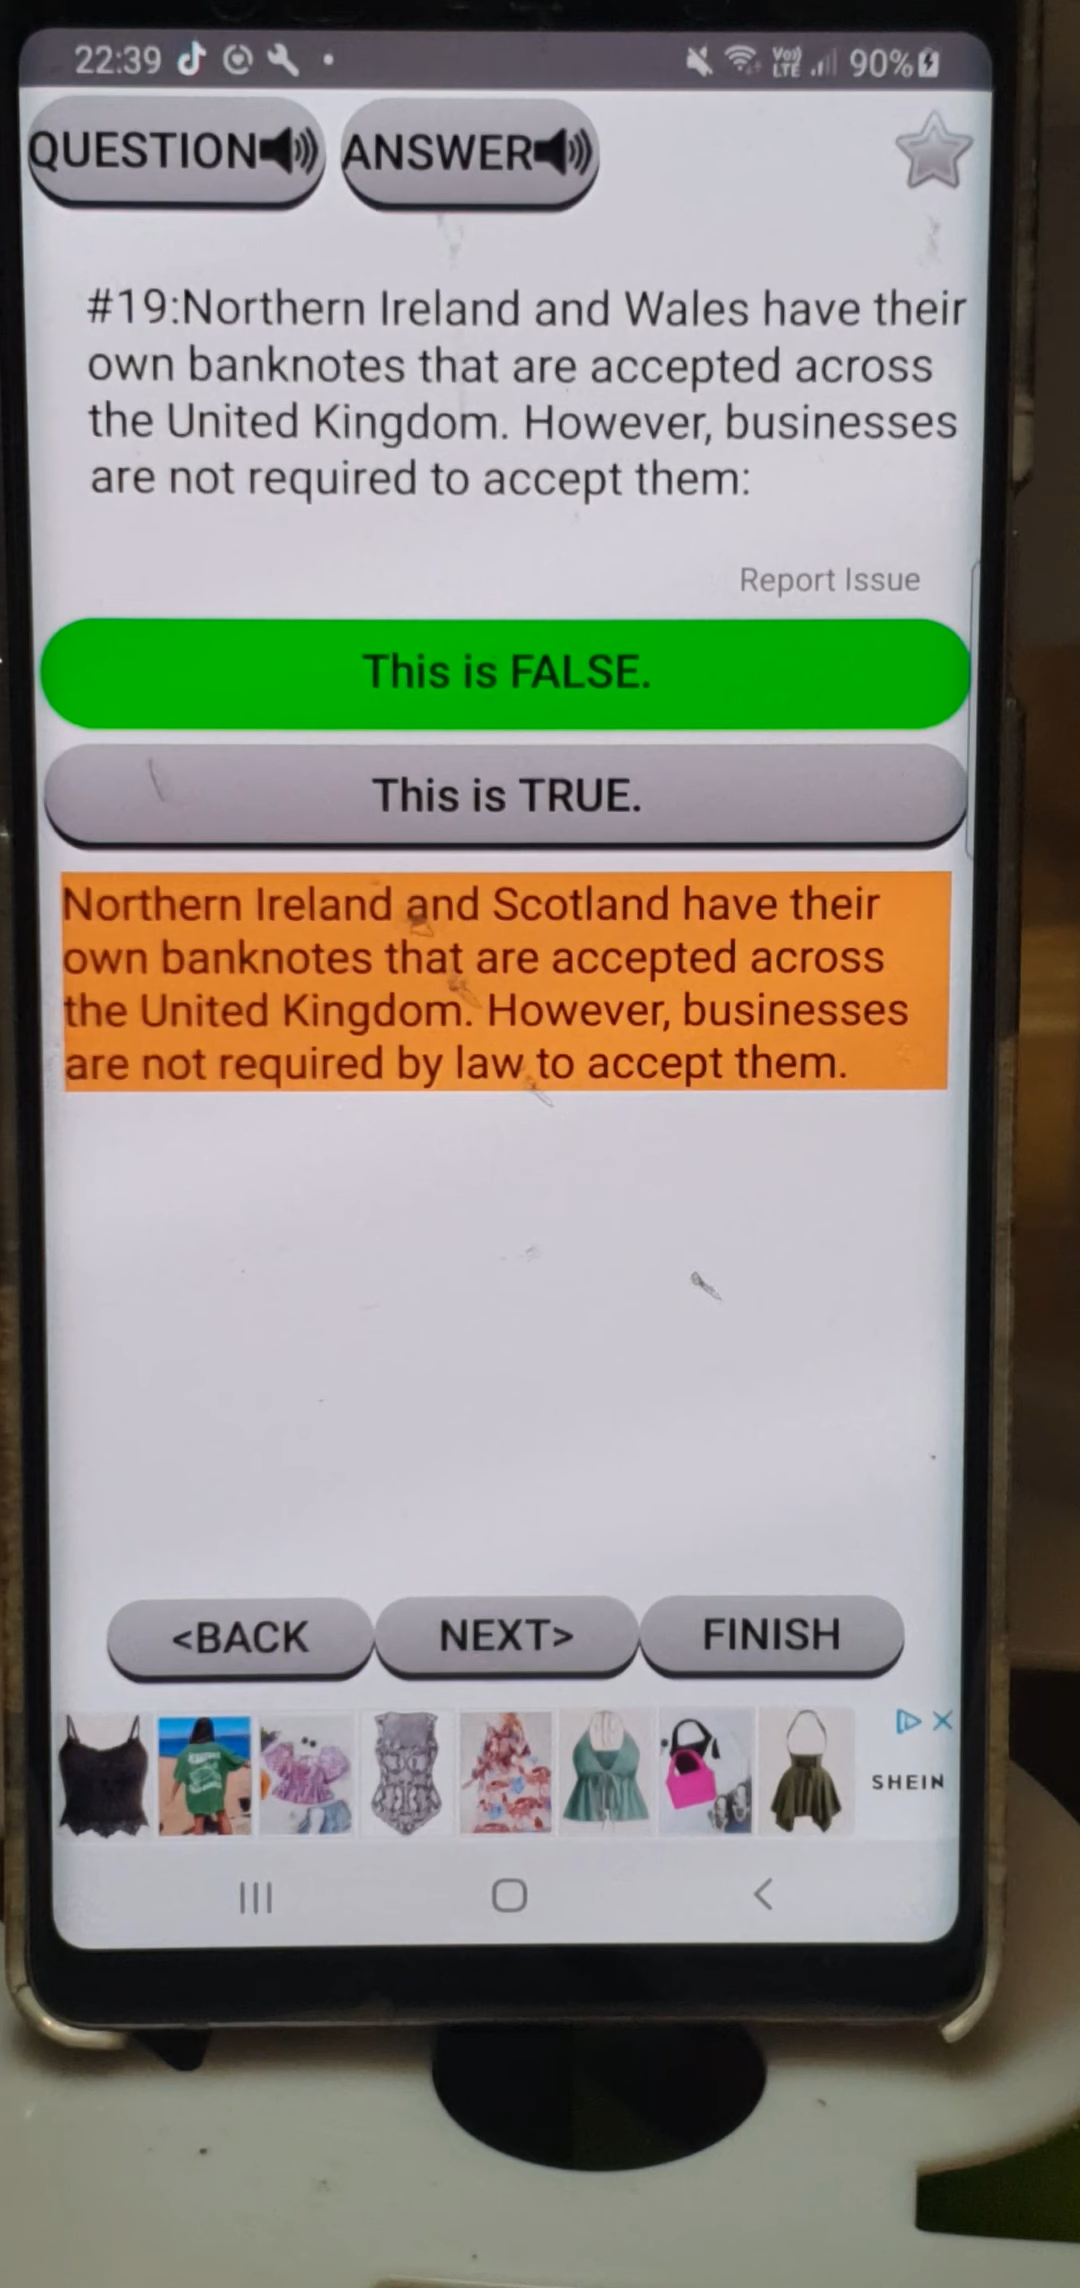 22:39
Vo)) LTE 90%
QUESTION ANSWER
#19:Northern Ireland and Wales have their
own banknotes that are accepted across
the United Kingdom. However, businesses
are not required to accept them:
Report Issue
This is FALSE.
This is TRUE.
Northern Ireland and Scotland have their
own banknotes that are accepted across
the United Kingdom. However, businesses
are not required by law to accept them.
<BACK NEXT> FINISH
SHEIN